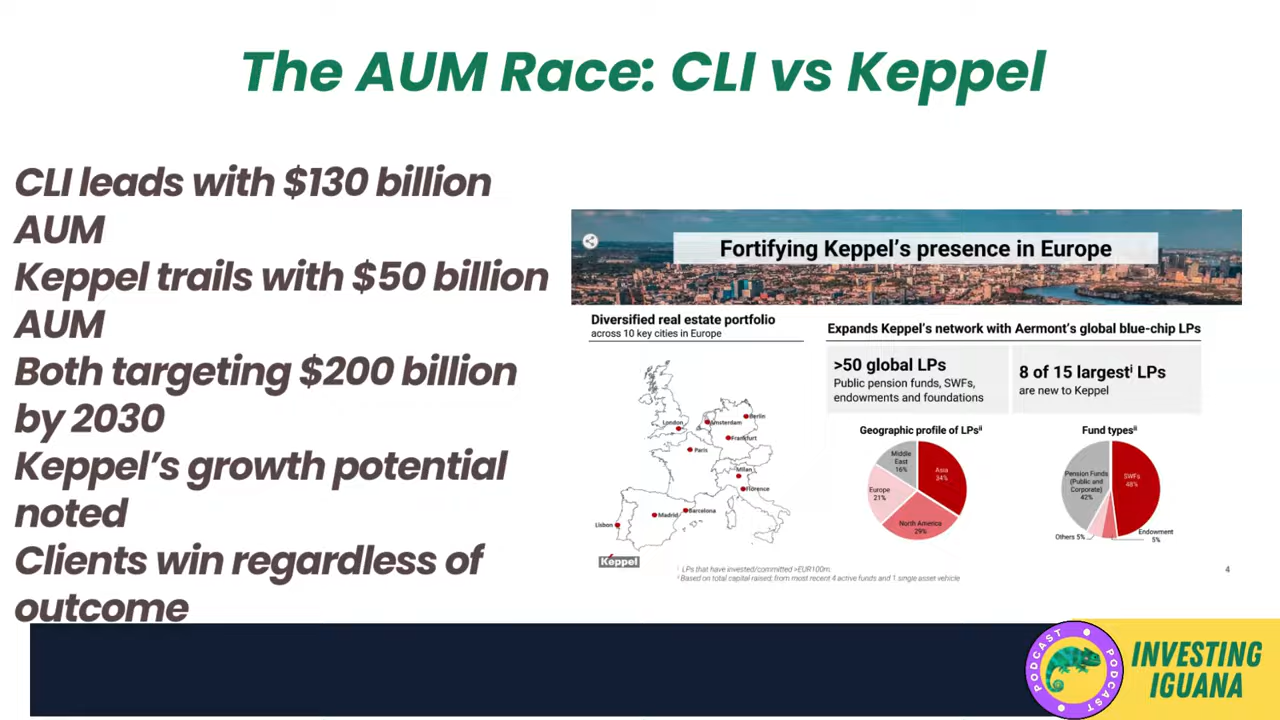 The AUM Race: CLI vs Keppel
CLI leads with $130 billion
AUM
Keppel trails with $50 billion
AUM
Both targeting $200 billion
by 2030
Keppel's growth potential
noted
Clients win regardless of
outcome
Fortifying Keppel's presence in Europe
Diversified real estate portfolio
across 10 key cities in Europe
London
Amsterdam
Berlin
Frankfurt
Paris
Milan
Florence
Madrid
Barcelona
Lisbon
Keppel
Expands Keppel's network with Aermont's global blue-chip LPs
>50 global LPs
Public pension funds, SWFs,
endowments and foundations
8 of 15 largestⁱ LPs
are new to Keppel
Geographic profile of LPsⁱⁱ
Middle
East
16%
Asia
34%
Europe
21%
North America
29%
Fund typesⁱⁱ
Pension Funds
(Public and
Corporate)
42%
SWFs
48%
Others 5%
Endowment
5%
ⁱ LPs that have invested/committed >EUR100m;
ⁱⁱ Based on total capital raised; from most recent 4 active funds and 1 single asset vehicle
4
PODCAST
PODCAST
INVESTING
IGUANA